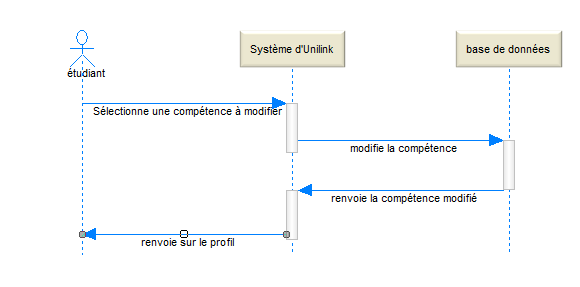 étudiant
Système d'Unilink
base de données
Sélectionne une compétence à modifier
modifie la compétence
renvoie la compétence modifié
renvoie sur le profil